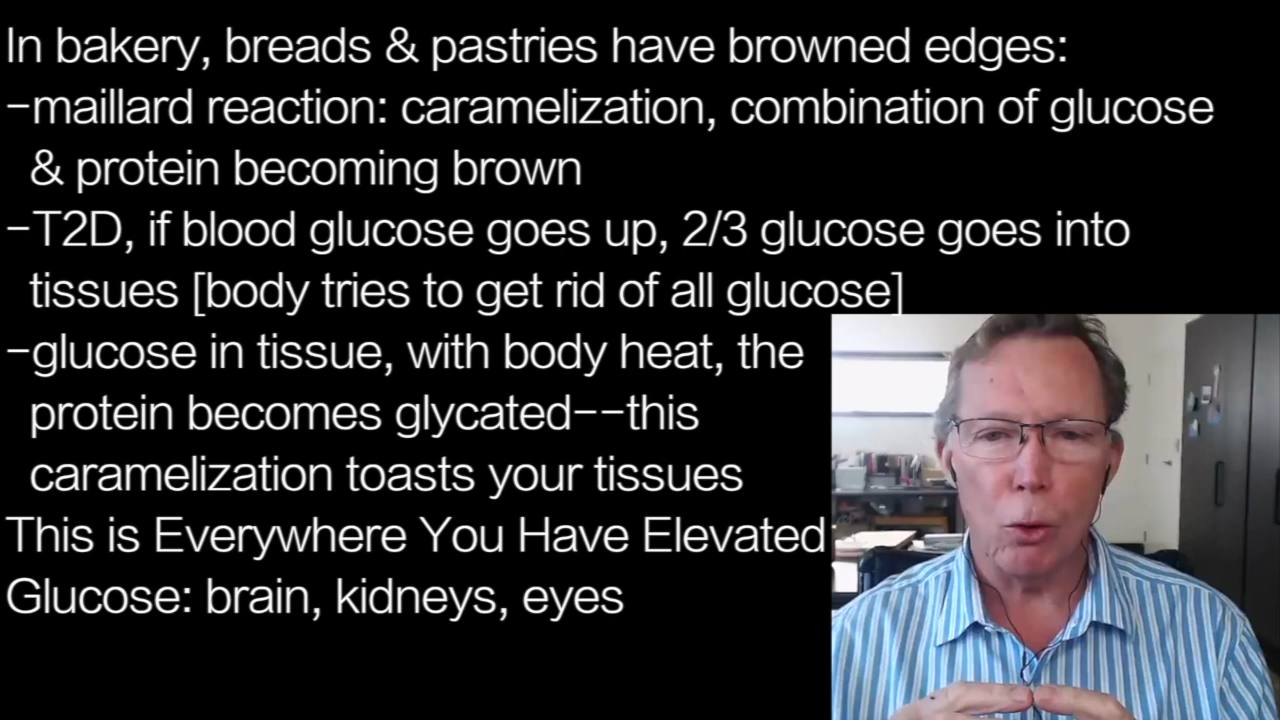 In bakery, breads & pastries have browned edges:
-maillard reaction: caramelization, combination of glucose
& protein becoming brown
-T2D, if blood glucose goes up, 2/3 glucose goes into
tissues [body tries to get rid of all glucose]
-glucose in tissue, with body heat, the
protein becomes glycated--this
caramelization toasts your tissues
This is Everywhere You Have Elevated
Glucose: brain, kidneys, eyes